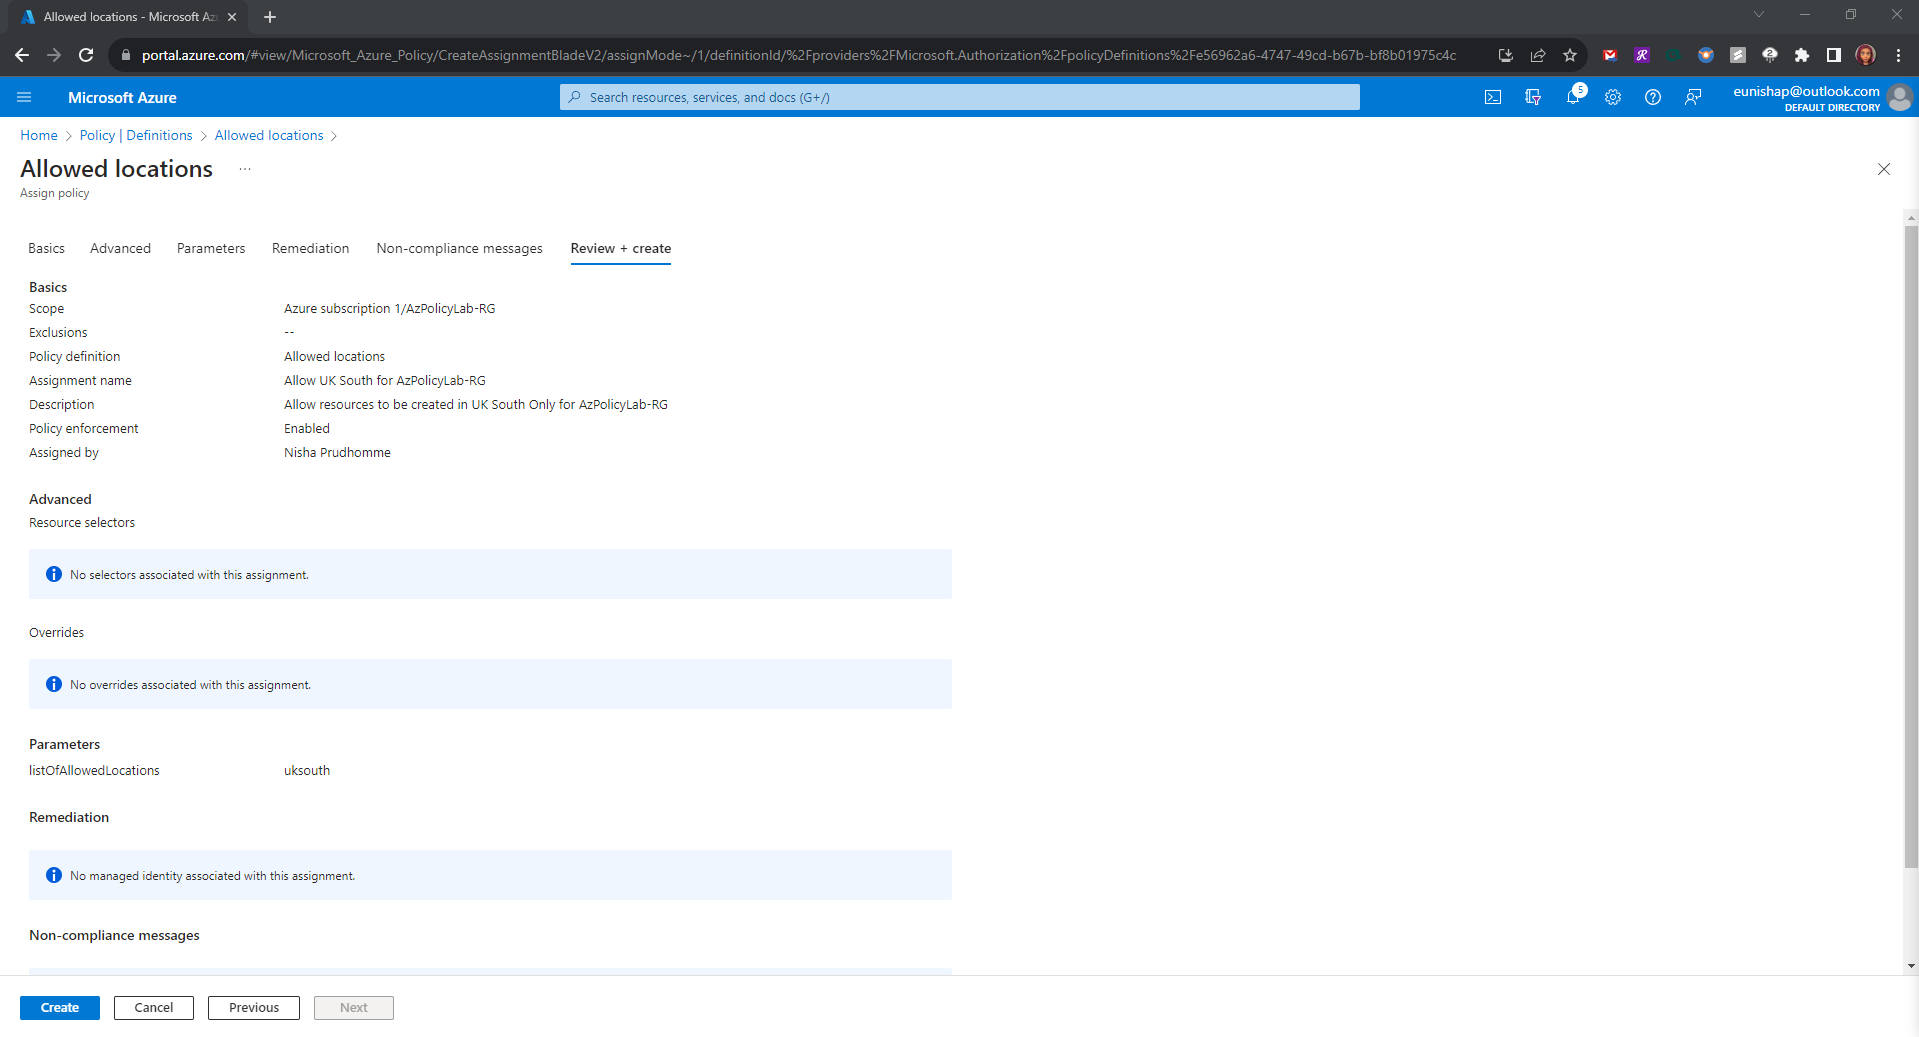 Allowed locations - Microsoft Az
portal.azure.com/#view/Microsoft_Azure_Policy/CreateAssignmentBladeV2/assignMode~/1/definitionId/%2Fproviders%2FMicrosoft.Authorization%2FpolicyDefinitions%2Fe56962a6-4747-49cd-b67b-bf8b01975c4c
Microsoft Azure
Search resources, services, and docs (G+/)
5
eunishap@outlook.com
DEFAULT DIRECTORY
Home > Policy | Definitions > Allowed locations >
Allowed locations ...
Assign policy
Basics Advanced Parameters Remediation Non-compliance messages Review + create
Basics
Scope Azure subscription 1/AzPolicyLab-RG
Exclusions --
Policy definition Allowed locations
Assignment name Allow UK South for AzPolicyLab-RG
Description Allow resources to be created in UK South Only for AzPolicyLab-RG
Policy enforcement Enabled
Assigned by Nisha Prudhomme
Advanced
Resource selectors
No selectors associated with this assignment.
Overrides
No overrides associated with this assignment.
Parameters
listOfAllowedLocations uksouth
Remediation
No managed identity associated with this assignment.
Non-compliance messages
Create Cancel Previous Next